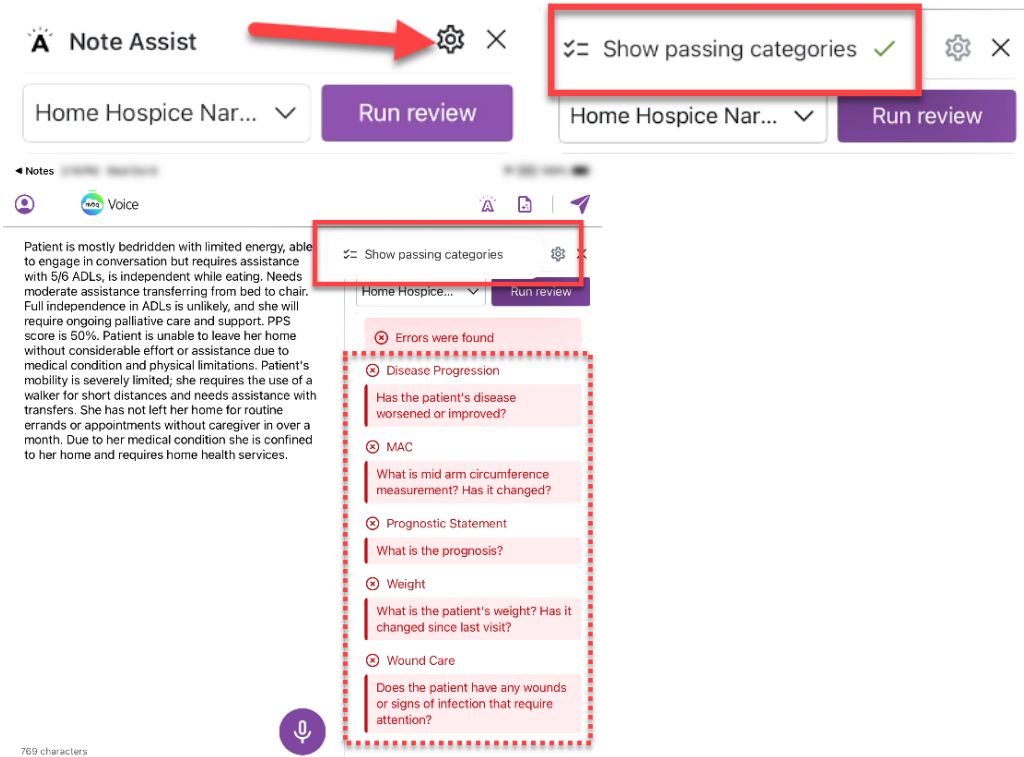 Note Assist
Home Hospice Nar...
Run review
Show passing categories
Home Hospice Nar...
Run review
Notes
nvoq
Voice
Patient is mostly bedridden with limited energy, able
to engage in conversation but requires assistance
with 5/6 ADLs, is independent while eating. Needs
moderate assistance transferring from bed to chair.
Full independence in ADLs is unlikely, and she will
require ongoing palliative care and support. PPS
score is 50%. Patient is unable to leave her home
without considerable effort or assistance due to
medical condition and physical limitations. Patient's
mobility is severely limited; she requires the use of a
walker for short distances and needs assistance with
transfers. She has not left her home for routine
errands or appointments without caregiver in over a
month. Due to her medical condition she is confined
to her home and requires home health services.
769 characters
Show passing categories
Home Hospice...
Run review
Errors were found
Disease Progression
Has the patient's disease
worsened or improved?
MAC
What is mid arm circumference
measurement? Has it changed?
Prognostic Statement
What is the prognosis?
Weight
What is the patient's weight? Has it
changed since last visit?
Wound Care
Does the patient have any wounds
or signs of infection that require
attention?